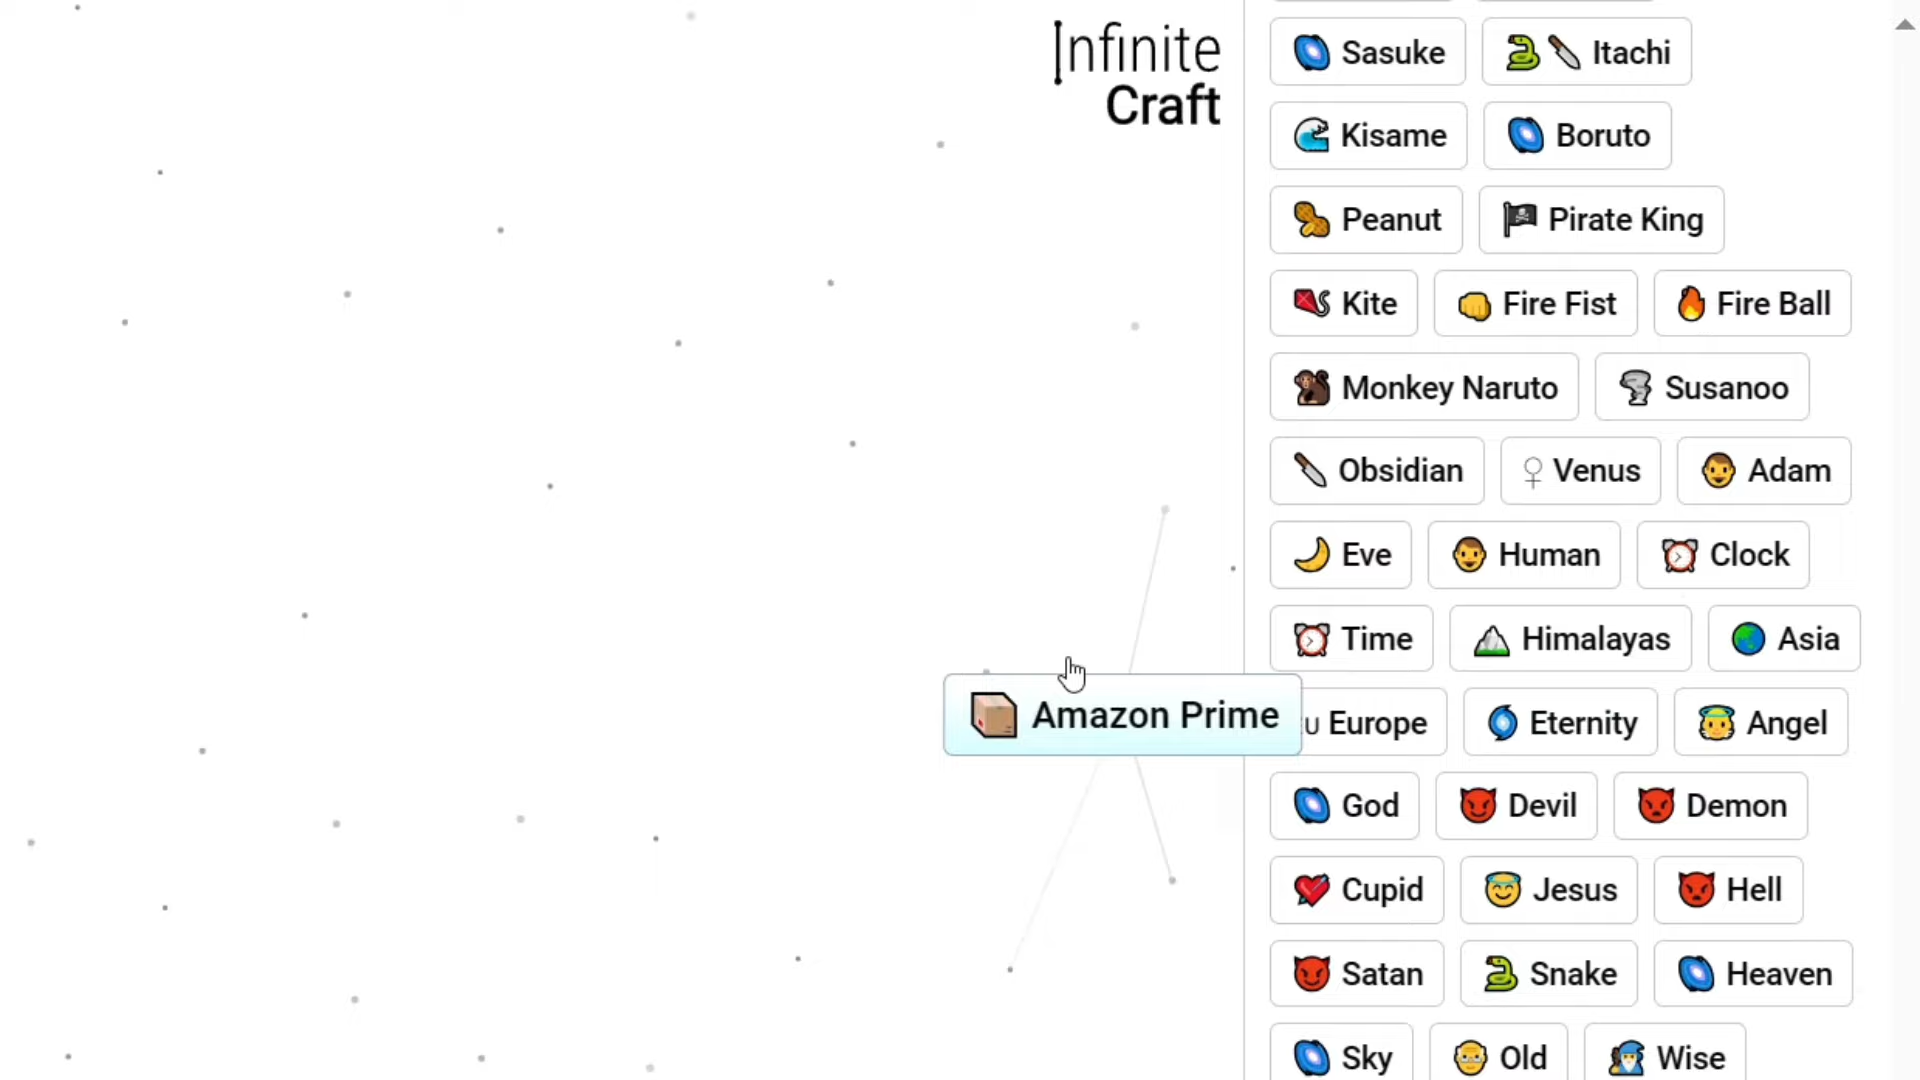 Infinite
Craft
Sasuke Itachi
Kisame Boruto
Peanut Pirate King
Kite Fire Fist Fire Ball
Monkey Naruto Susanoo
Obsidian Venus Adam
Eve Human Clock
Time Himalayas Asia
Amazon Prime Europe Eternity Angel
God Devil Demon
Cupid Jesus Hell
Satan Snake Heaven
Sky Old Wise